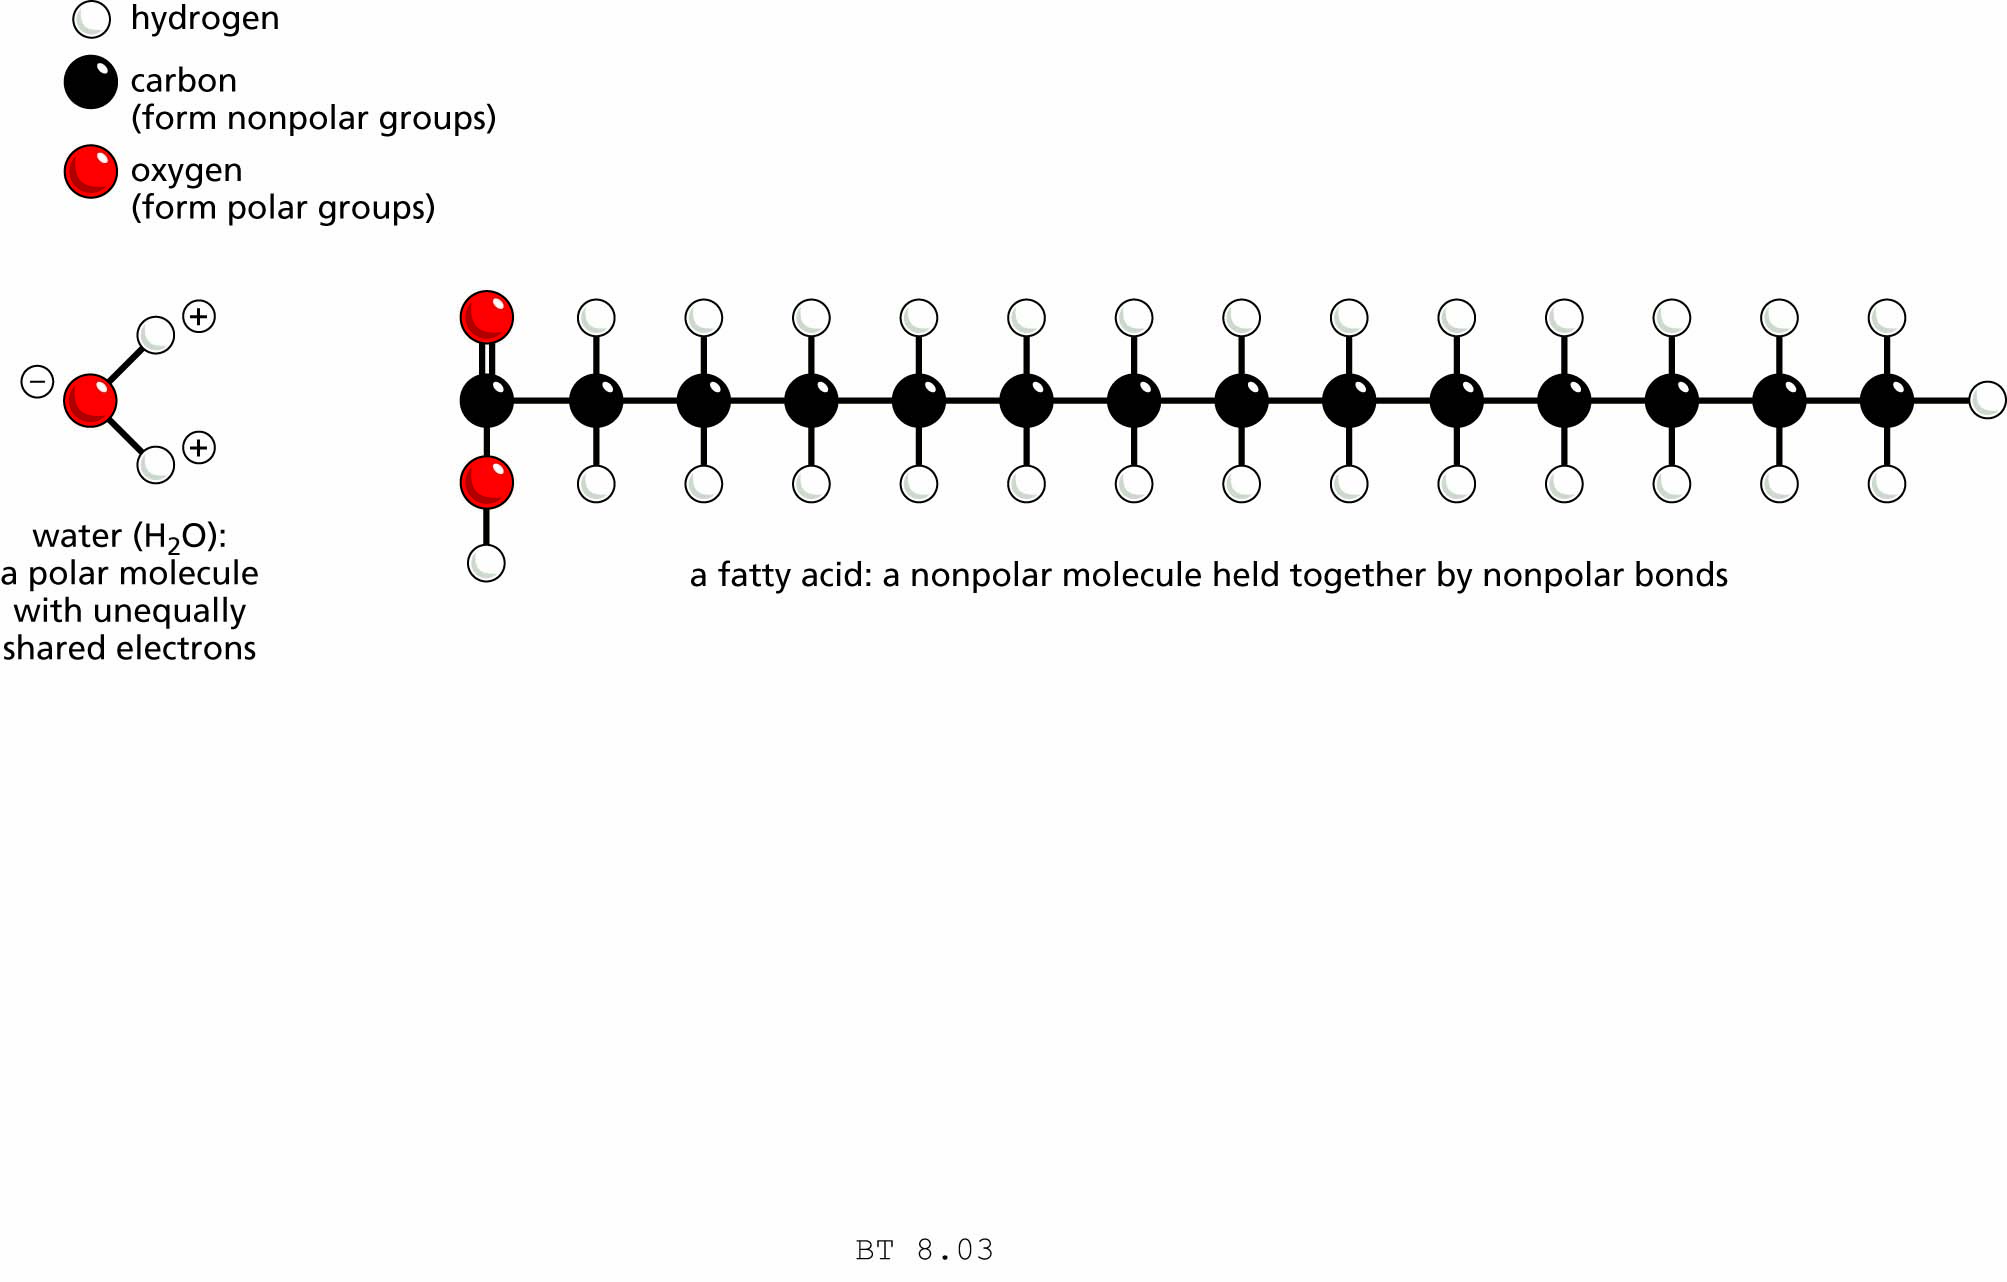 hydrogen
carbon
(form nonpolar groups)
oxygen
(form polar groups)
+
−
+
water (H₂O):
a polar molecule
with unequally
shared electrons
a fatty acid: a nonpolar molecule held together by nonpolar bonds
BT 8.03